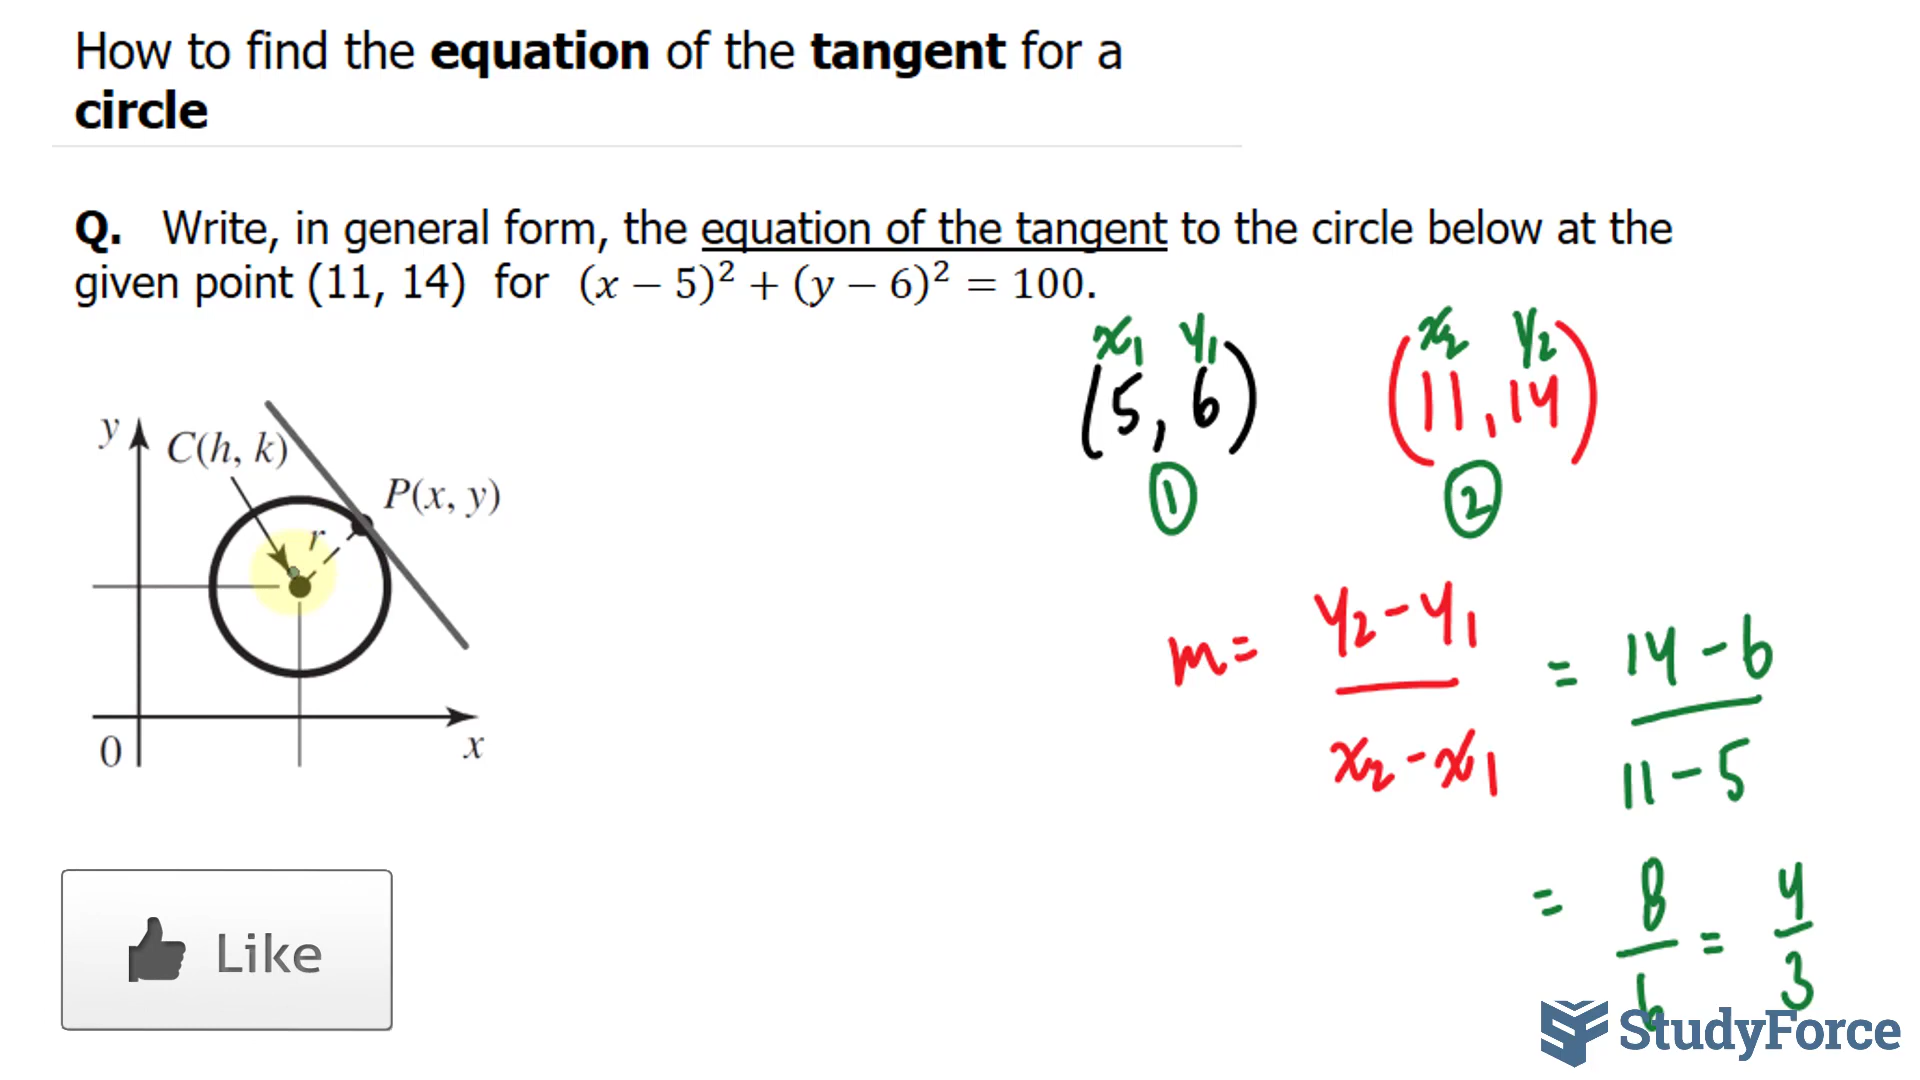 How to find the equation of the tangent for a
circle
Q. Write, in general form, the equation of the tangent to the circle below at the
given point (11, 14) for (x − 5)² + (y − 6)² = 100.
x₁ y₁ x₂ y₂
(5, 6) (11, 14)
① ②
y
C(h, k)
P(x, y)
r
0
x
m = y₂ − y₁ / x₂ − x₁ = 14 − 6 / 11 − 5
= 8/6 = 4/3
Like
StudyForce